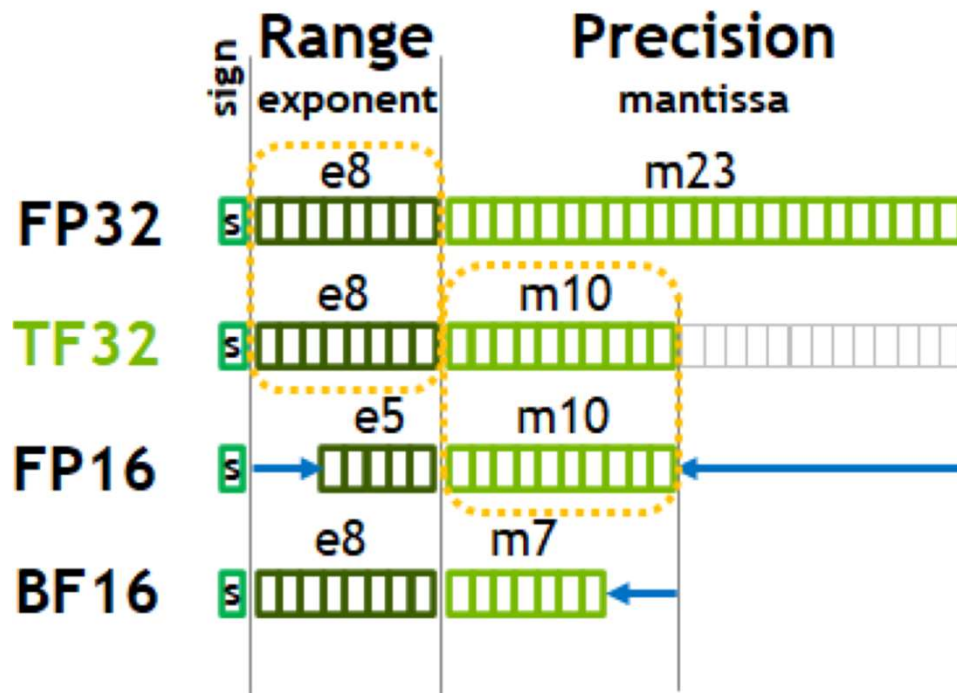 sign Range Precision
exponent mantissa
e8 m23
FP32 s
e8 m10
TF32 s
e5 m10
FP16 s
e8 m7
BF16 s